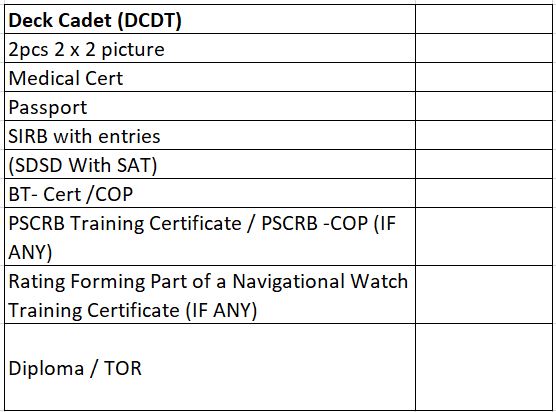 Deck Cadet (DCDT)
2pcs 2 x 2 picture
Medical Cert
Passport
SIRB with entries
(SDSD With SAT)
BT- Cert /COP
PSCRB Training Certificate / PSCRB -COP (IF
ANY)
Rating Forming Part of a Navigational Watch
Training Certificate (IF ANY)
Diploma / TOR